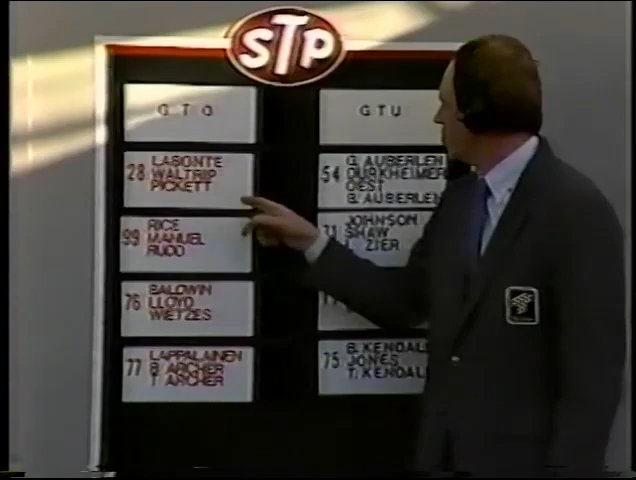 STP
GTO
28 LABONTE
WALTRIP
PICKETT
99 RICE
MANUEL
RUDD
76 BALDWIN
LLOYD
WIETZES
77 LAPPALAINEN
B ARCHER
T ARCHER
GTU
54 G. AUBERLEN
DURKHEIMER
OEST
B. AUBERLEN
71 JOHNSON
SHAW
75 B. KENDALL
JONES
T. KENDALL